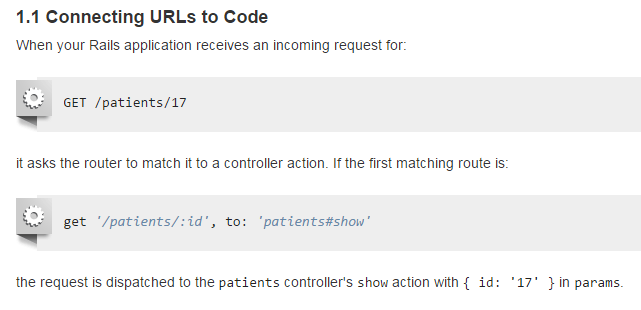 1.1 Connecting URLs to Code
When your Rails application receives an incoming request for:
GET /patients/17
it asks the router to match it to a controller action. If the first matching route is:
get '/patients/:id', to: 'patients#show'
the request is dispatched to the patients controller's show action with { id: '17' } in params.